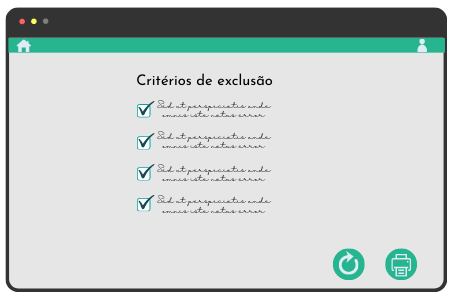 Critérios de exclusão
Sed ut perspiciatis unde
omnis iste natus error
Sed ut perspiciatis unde
omnis iste natus error
Sed ut perspiciatis unde
omnis iste natus error
Sed ut perspiciatis unde
omnis iste natus error